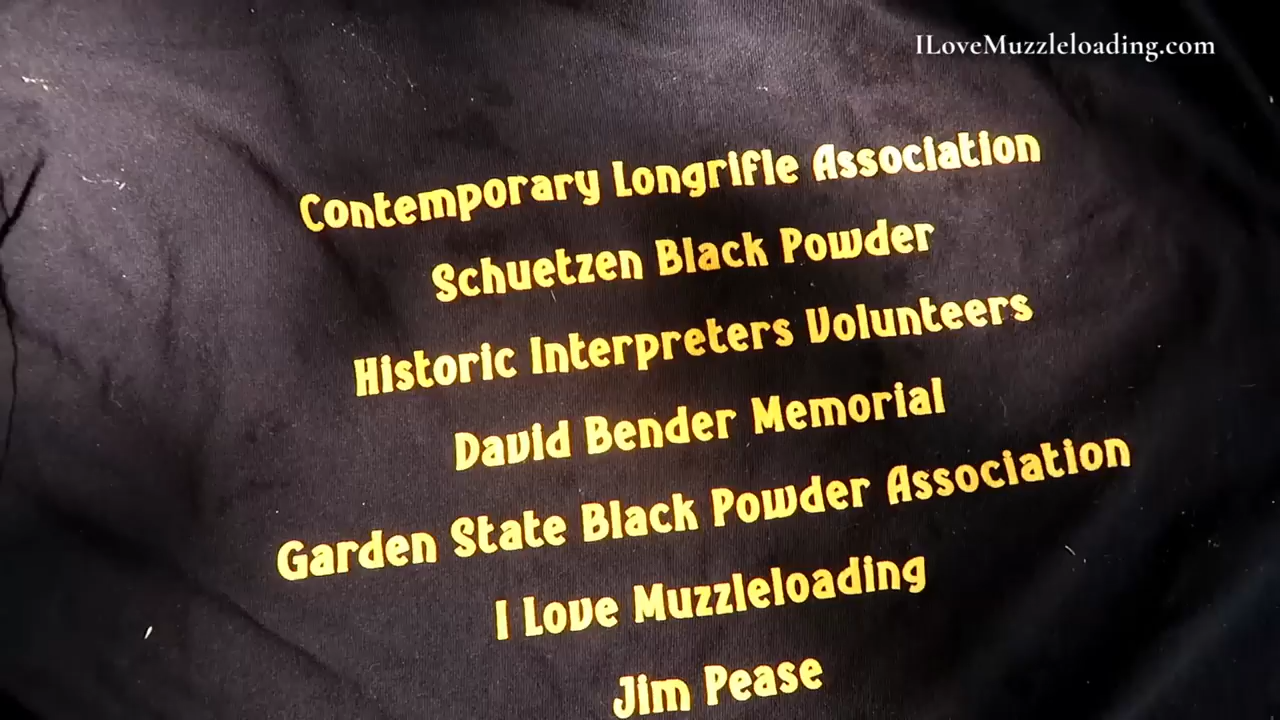 ILoveMuzzleloading.com
Contemporary Longrifle Association
Schuetzen Black Powder
Historic Interpreters Volunteers
David Bender Memorial
Garden State Black Powder Association
I Love Muzzleloading
Jim Pease